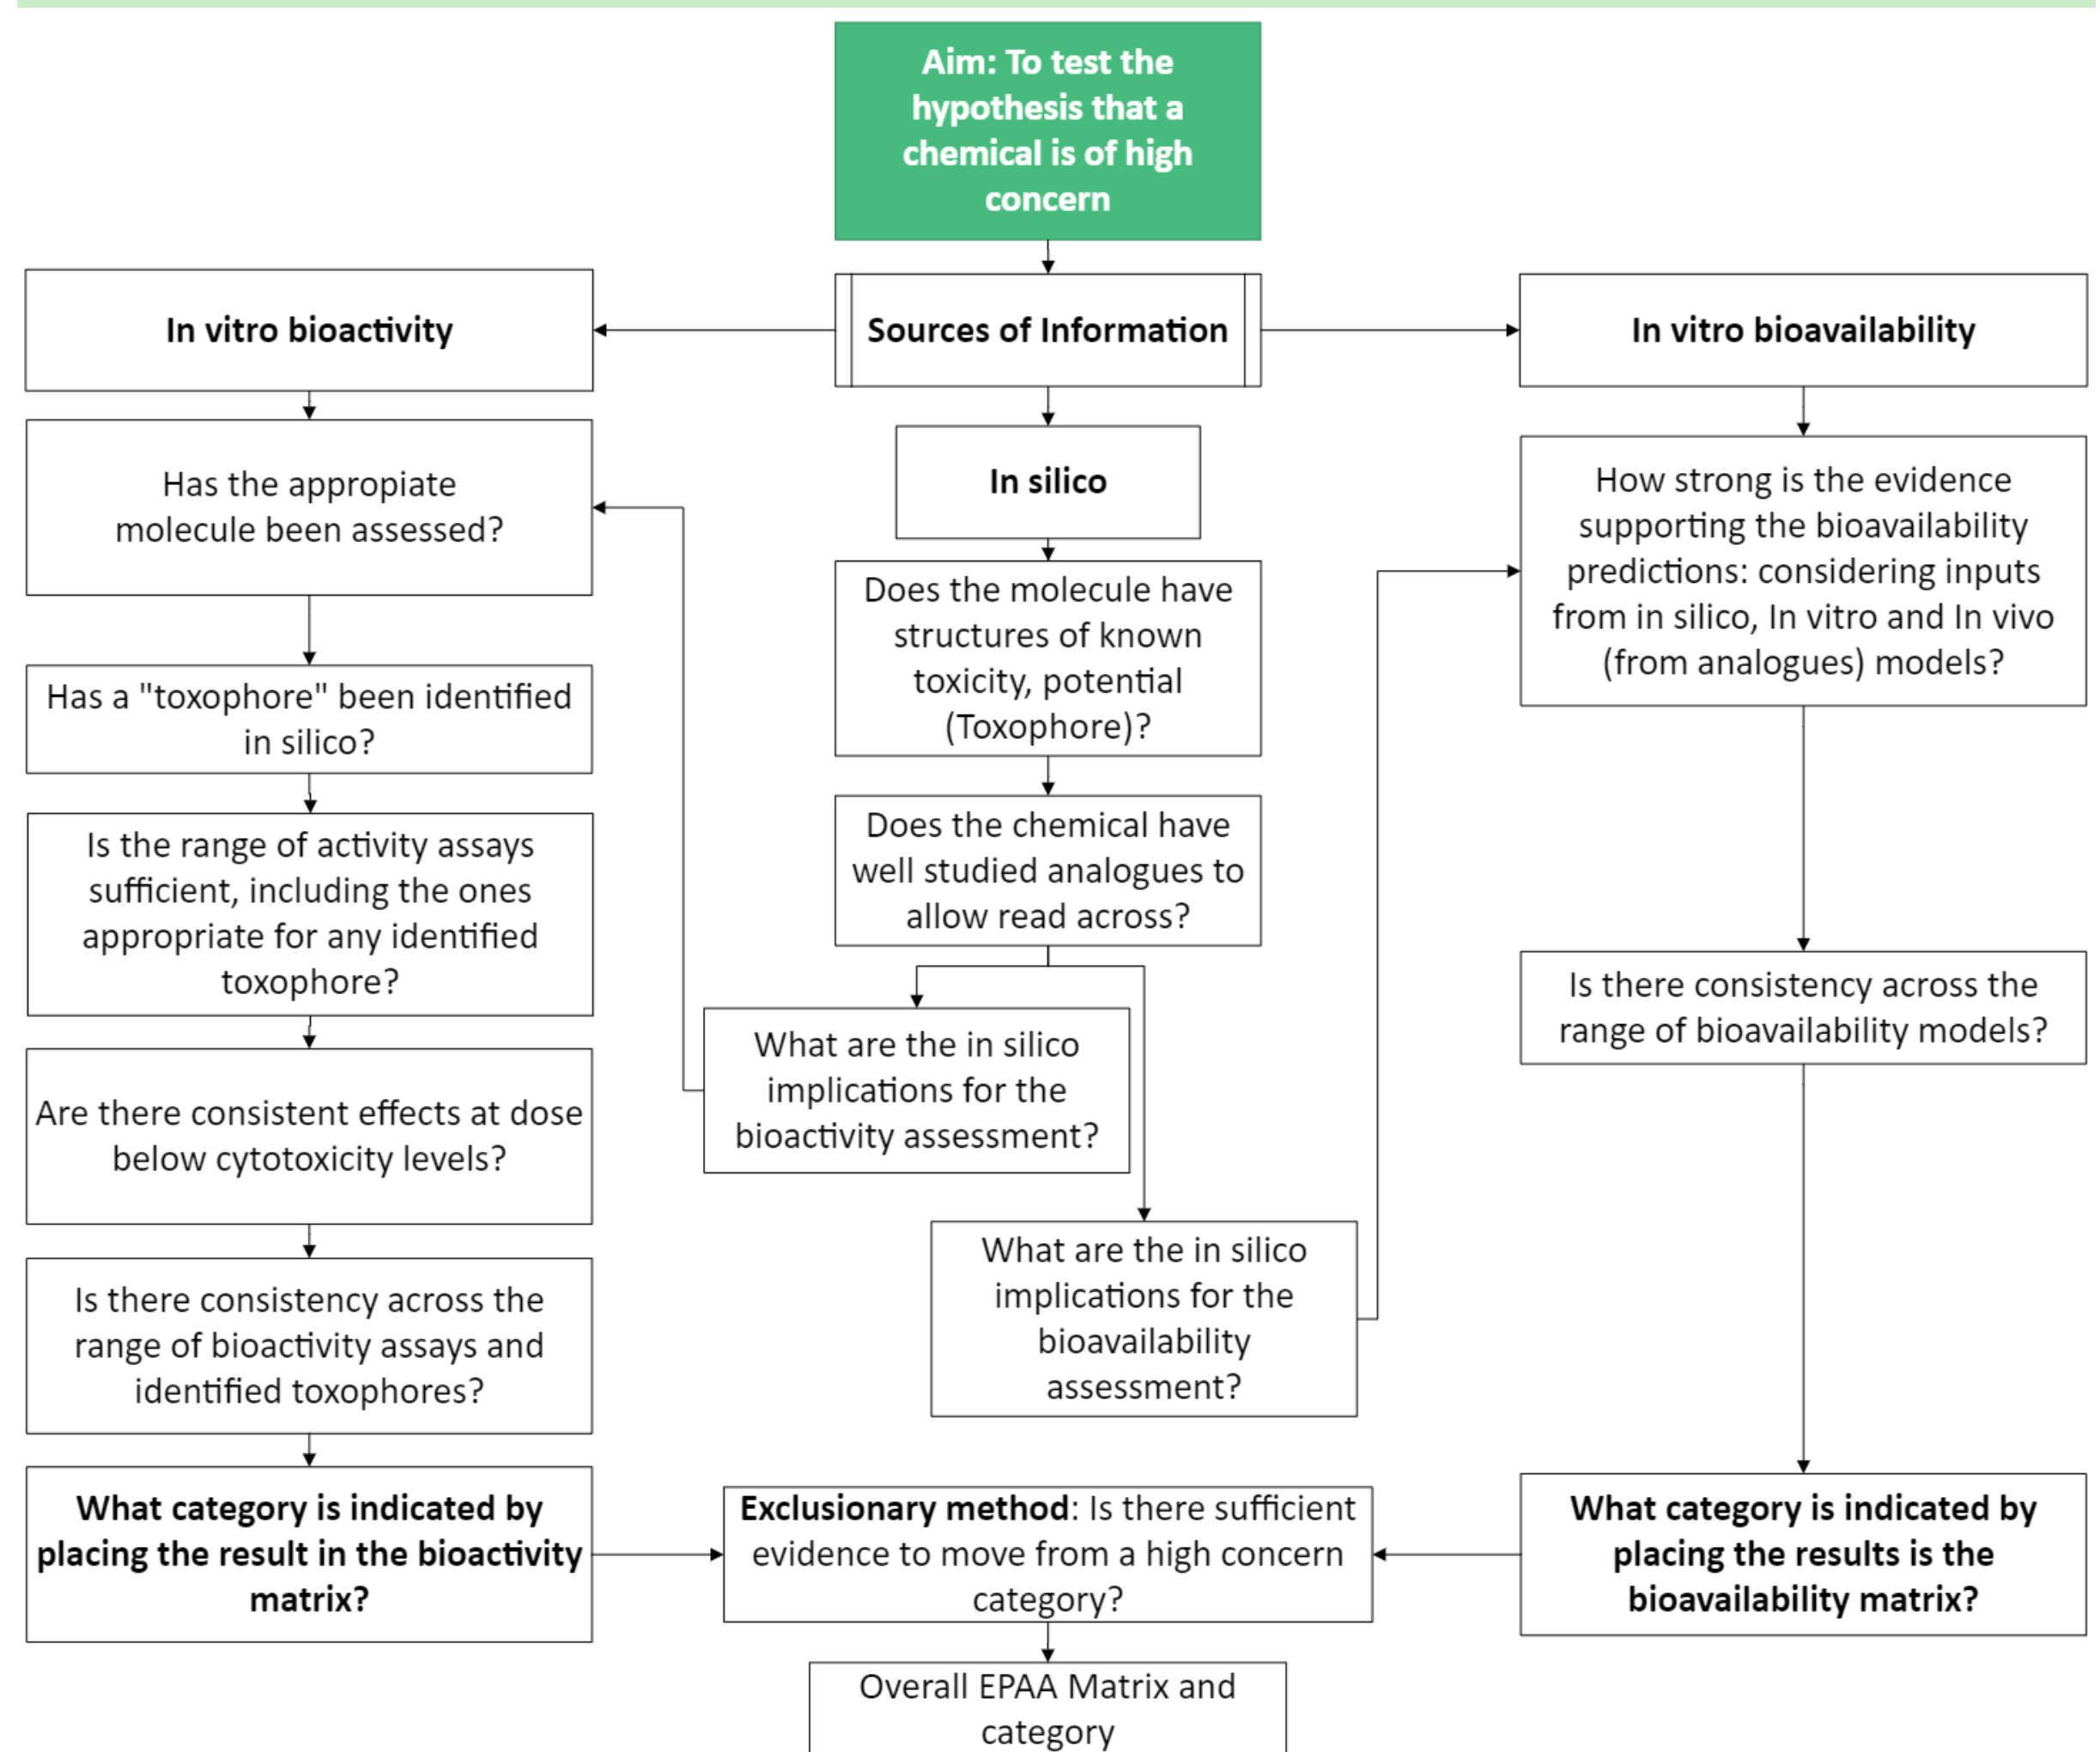 Aim: To test the
hypothesis that a
chemical is of high
concern
In vitro bioactivity
Sources of Information
In vitro bioavailability
Has the appropiate
molecule been assessed?
Has a "toxophore" been identified
in silico?
Is the range of activity assays
sufficient, including the ones
appropriate for any identified
toxophore?
Are there consistent effects at dose
below cytotoxicity levels?
Is there consistency across the
range of bioactivity assays and
identified toxophores?
What category is indicated by
placing the result in the bioactivity
matrix?
In silico
Does the molecule have
structures of known
toxicity, potential
(Toxophore)?
Does the chemical have
well studied analogues to
allow read across?
What are the in silico
implications for the
bioactivity assessment?
What are the in silico
implications for the
bioavailability
assessment?
How strong is the evidence
supporting the bioavailability
predictions: considering inputs
from in silico, In vitro and In vivo
(from analogues) models?
Is there consistency across the
range of bioavailability models?
What category is indicated by
placing the results is the
bioavailability matrix?
Exclusionary method: Is there sufficient
evidence to move from a high concern
category?
Overall EPAA Matrix and
category